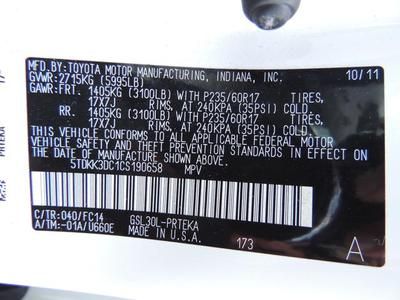 MFD.BY:TOYOTA MOTOR MANUFACTURING, INDIANA, INC. 10/11
GVWR: 2715KG (5995LB)
GAWR: FRT. 1405KG (3100LB) WITH P235/60R17 TIRES,
17X7J RIMS, AT 240KPA (35PSI) COLD.
RR. 1405KG (3100LB) WITH P235/60R17 TIRES,
17X7J RIMS, AT 240KPA (35PSI) COLD.
THIS VEHICLE CONFORMS TO ALL APPLICABLE FEDERAL MOTOR
VEHICLE SAFETY AND STANDARDS IN EFFECT ON THE DATE OF
MANUFACTURE SHOWN ABOVE.
5TDKK3DC1CS190658 MPV
C/TR:040/FC14 GSL30L-PRTEKA
A/TM:-01A/U660E MADE IN U.S.A. 173 A
PRTEKA